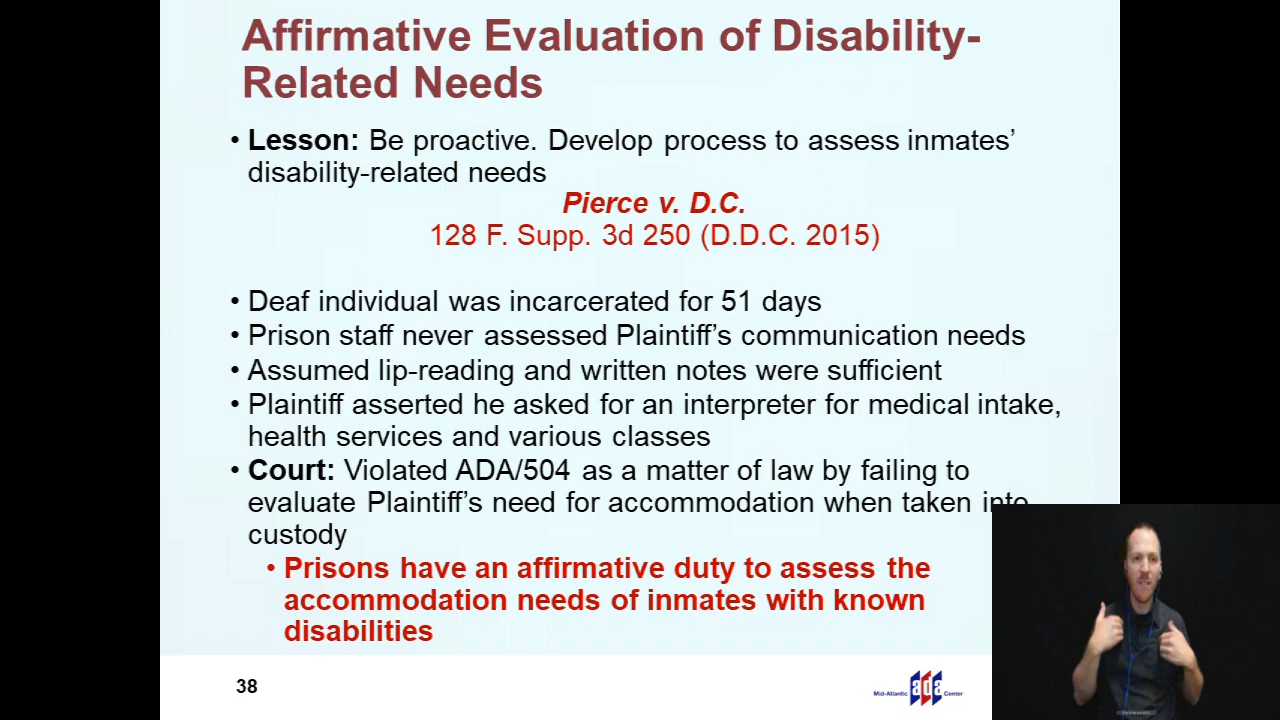 Affirmative Evaluation of Disability-
Related Needs
• Lesson: Be proactive. Develop process to assess inmates’
disability-related needs
Pierce v. D.C.
128 F. Supp. 3d 250 (D.D.C. 2015)
• Deaf individual was incarcerated for 51 days
• Prison staff never assessed Plaintiff’s communication needs
• Assumed lip-reading and written notes were sufficient
• Plaintiff asserted he asked for an interpreter for medical intake,
health services and various classes
• Court: Violated ADA/504 as a matter of law by failing to
evaluate Plaintiff’s need for accommodation when taken into
custody
• Prisons have an affirmative duty to assess the
accommodation needs of inmates with known
disabilities
38
Mid-Atlantic ada Center